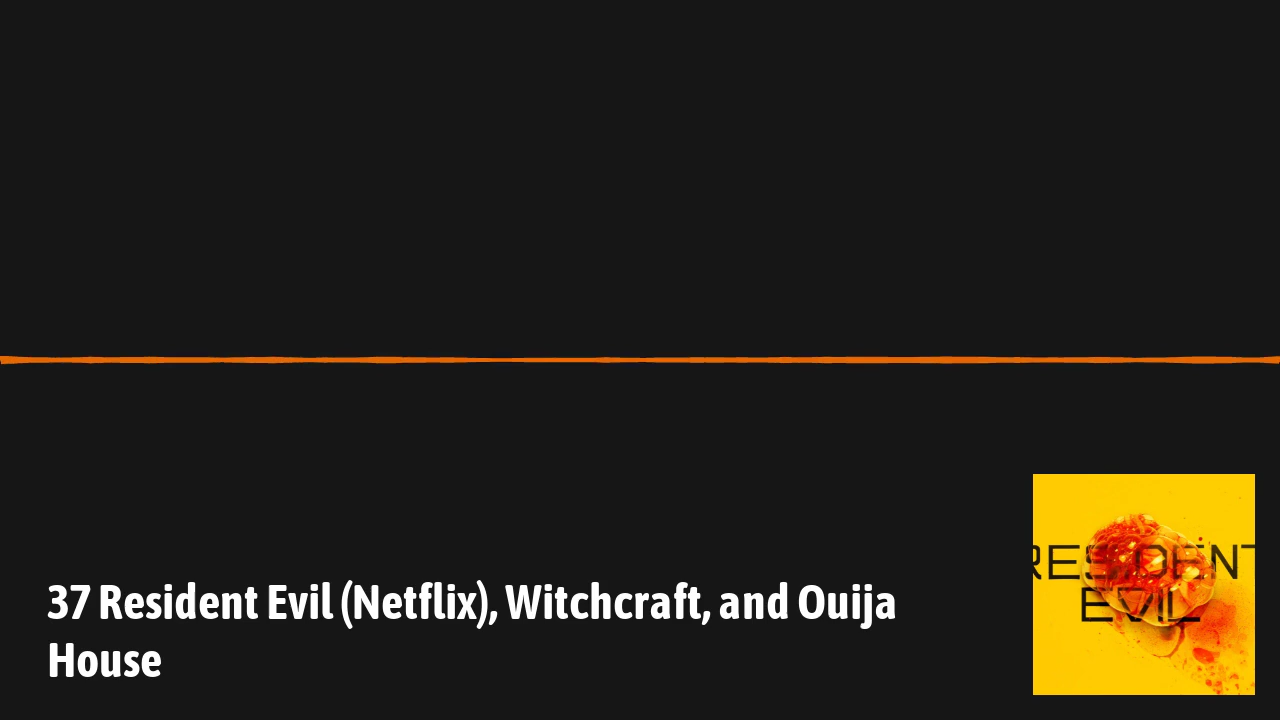 37 Resident Evil (Netflix), Witchcraft, and Ouija
House
RESIDENT
EVIL